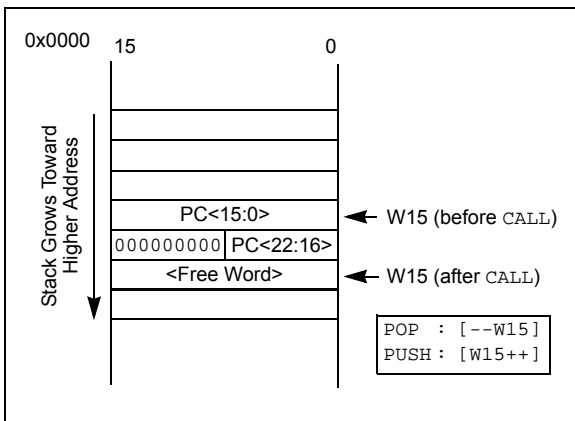 0x0000
15 0
Stack Grows Toward
Higher Address
PC<15:0>
W15 (before CALL)
000000000 PC<22:16>
<Free Word>
W15 (after CALL)
POP : [--W15]
PUSH : [W15++]